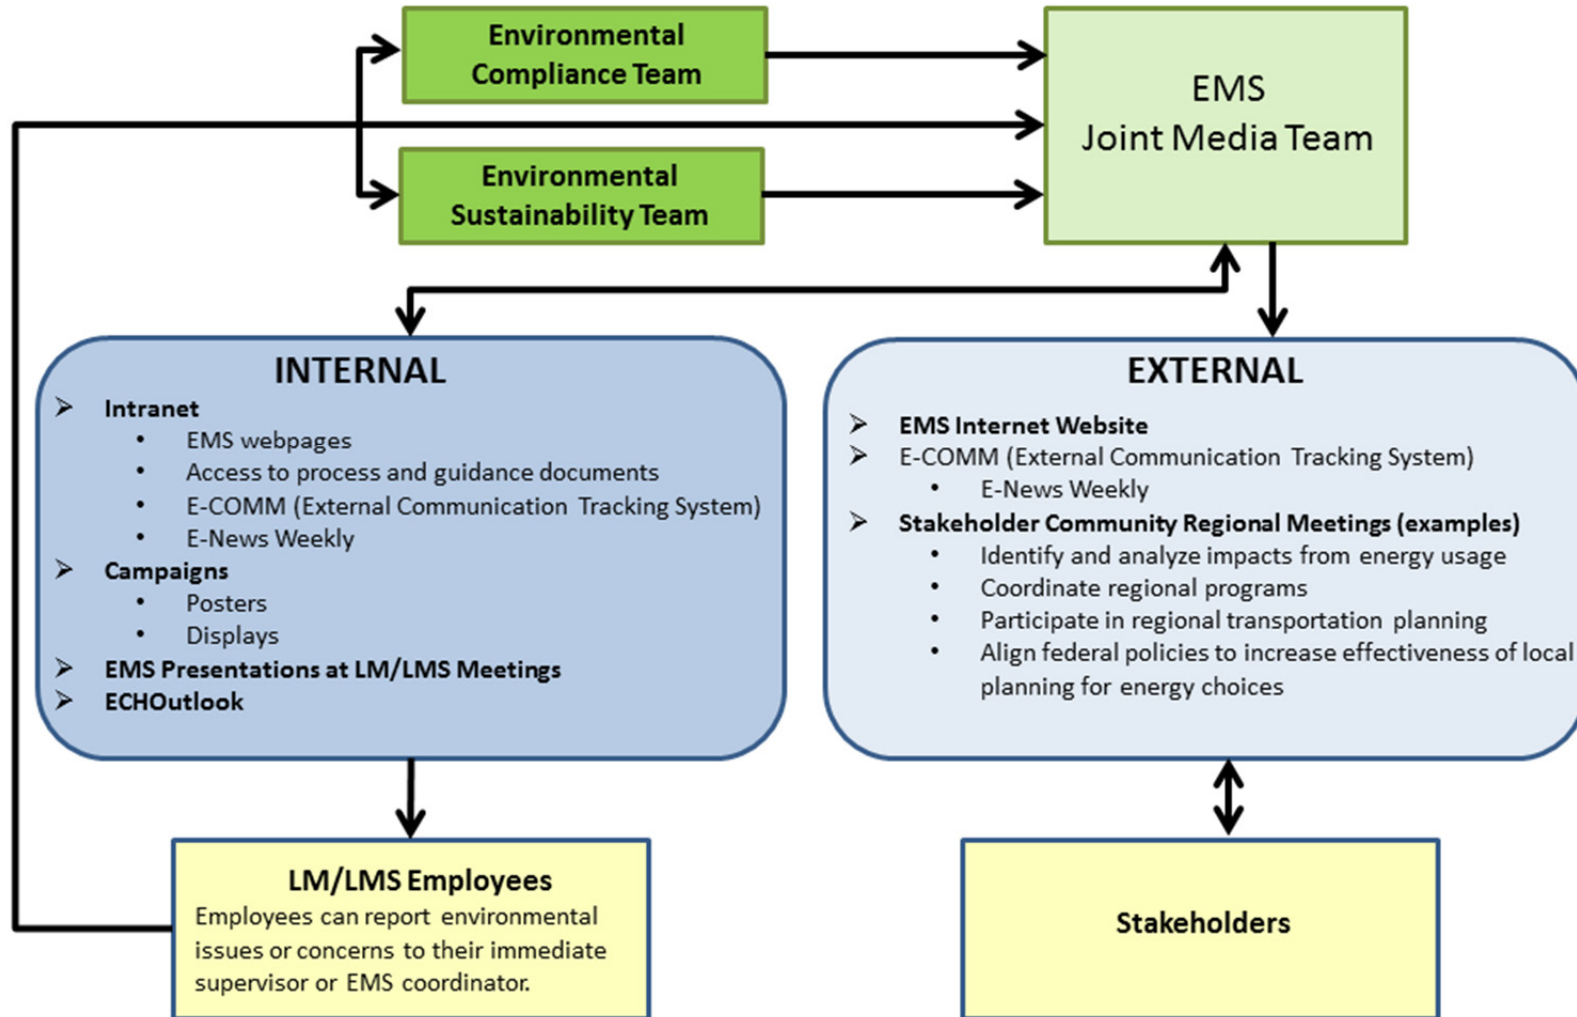 Environmental
Compliance Team
EMS
Joint Media Team
Environmental
Sustainability Team
INTERNAL
➢ Intranet
• EMS webpages
• Access to process and guidance documents
• E-COMM (External Communication Tracking System)
• E-News Weekly
➢ Campaigns
• Posters
• Displays
➢ EMS Presentations at LM/LMS Meetings
➢ ECHOutlook
EXTERNAL
➢ EMS Internet Website
➢ E-COMM (External Communication Tracking System)
• E-News Weekly
➢ Stakeholder Community Regional Meetings (examples)
• Identify and analyze impacts from energy usage
• Coordinate regional programs
• Participate in regional transportation planning
• Align federal policies to increase effectiveness of local
planning for energy choices
LM/LMS Employees
Employees can report environmental
issues or concerns to their immediate
supervisor or EMS coordinator.
Stakeholders